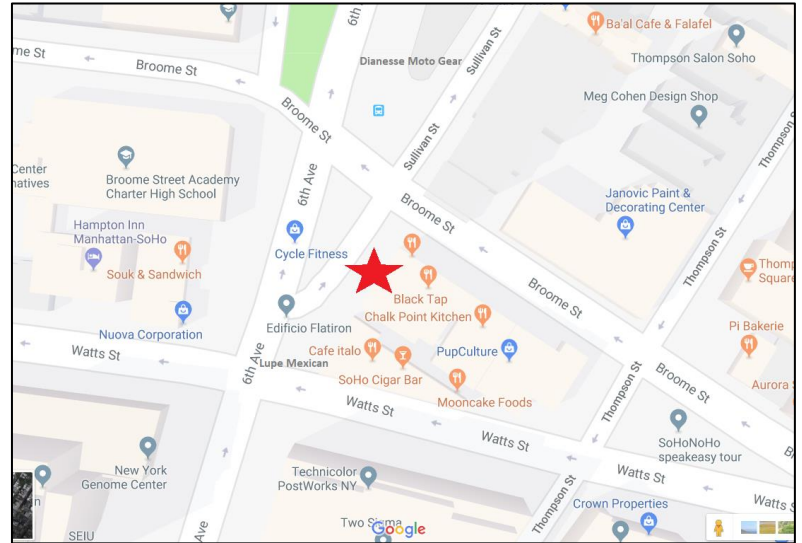 6th
Ba'al Cafe & Falafel
me St
Broome St
Dianesse Moto Gear
Sullivan St
Thompson Salon Soho
Meg Cohen Design Shop
Broome St
Sullivan St
Thompson
Center
natives
Broome Street Academy
Charter High School
6th Ave
Broome St
Janovic Paint &
Decorating Center
Hampton Inn
Manhattan-SoHo
Souk & Sandwich
Cycle Fitness
Thompson St
Thomp
Square
Black Tap
Chalk Point Kitchen
Broome St
Nuova Corporation
Edificio Flatiron
Pi Bakerie
Watts St
6th Ave
Lupe Mexican
Cafe italo
PupCulture
SoHo Cigar Bar
Mooncake Foods
Thompson St
Broome St
Aurora S
Watts St
Watts St
SoHoNoHo
speakeasy tour
New York
Genome Center
Technicolor
PostWorks NY
Watts St
Watts S
Thompson St
Crown Properties
Two Sigma
Google
SEIU
Ave